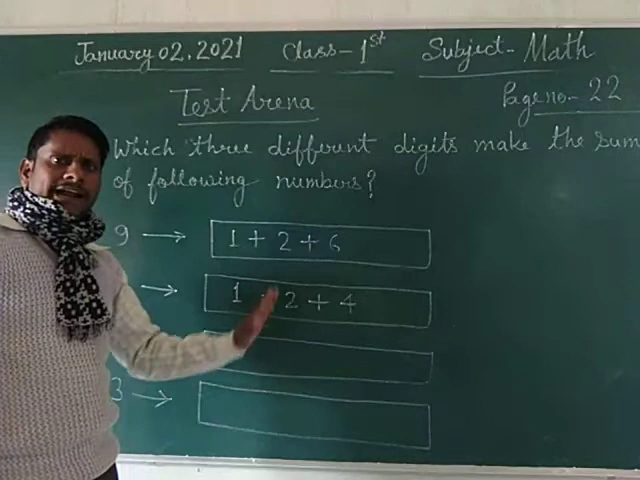 January 02, 2021 Class-1st Subject-Math
Test Arena Page no- 22
Which three different digits make the sum
of following numbers?
9 → 1 + 2 + 6
→ 1 2 + 4
3 →